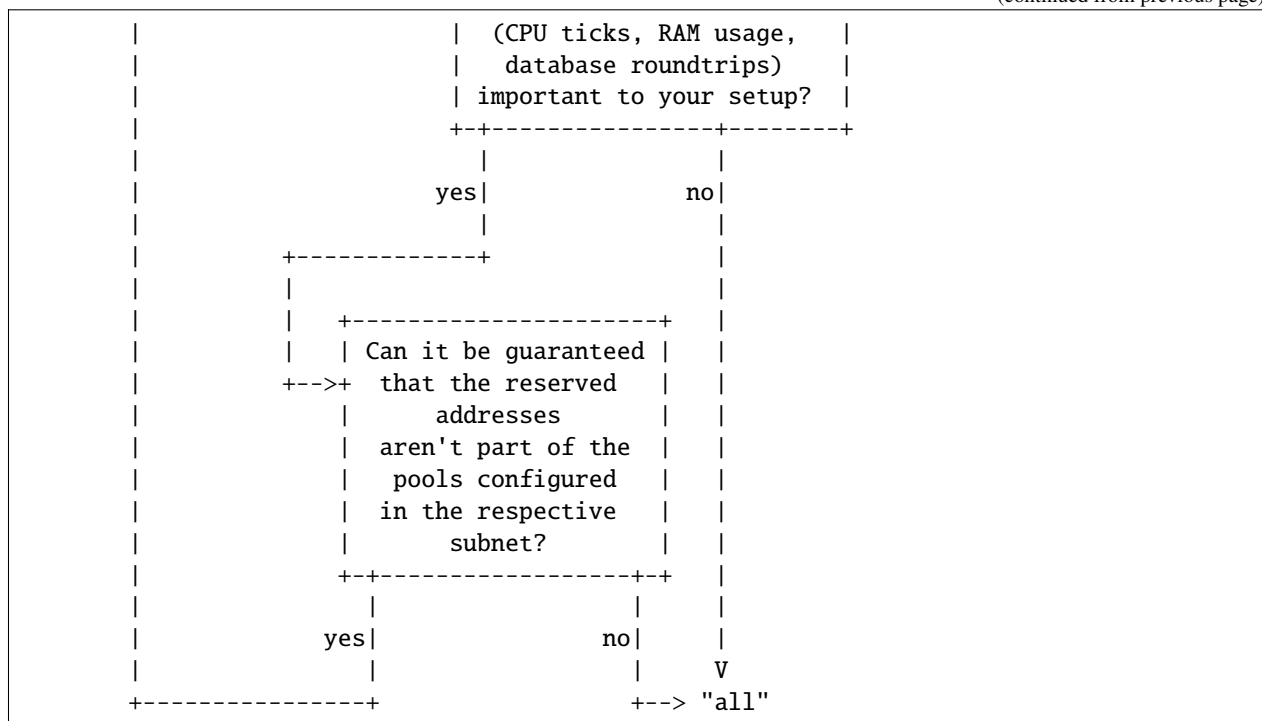 (continued from previous page)
(CPU ticks, RAM usage,
database roundtrips)
important to your setup?
yes no
Can it be guaranteed
that the reserved
addresses
aren't part of the
pools configured
in the respective
subnet?
yes no
V
"all"